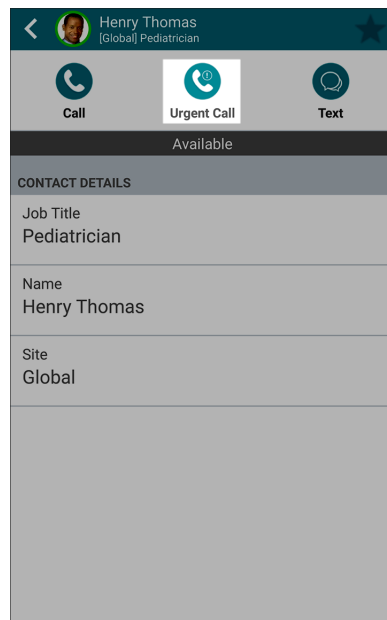 Henry Thomas
[Global] Pediatrician
Call Urgent Call Text
Available
CONTACT DETAILS
Job Title
Pediatrician
Name
Henry Thomas
Site
Global